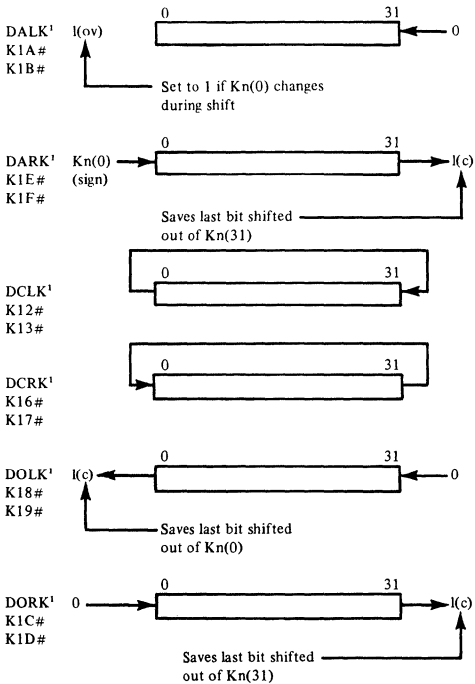 0 31
DALK¹ I(ov) 0
K1A#
K1B#
Set to 1 if Kn(0) changes
during shift
0 31
DARK¹ Kn(0) I(c)
K1E# (sign)
K1F#
Saves last bit shifted
out of Kn(31)
0 31
DCLK¹
K12#
K13#
0 31
DCRK¹
K16#
K17#
0 31
DOLK¹ I(c) 0
K18#
K19#
Saves last bit shifted
out of Kn(0)
0 31
DORK¹ 0 I(c)
K1C#
K1D#
Saves last bit shifted
out of Kn(31)